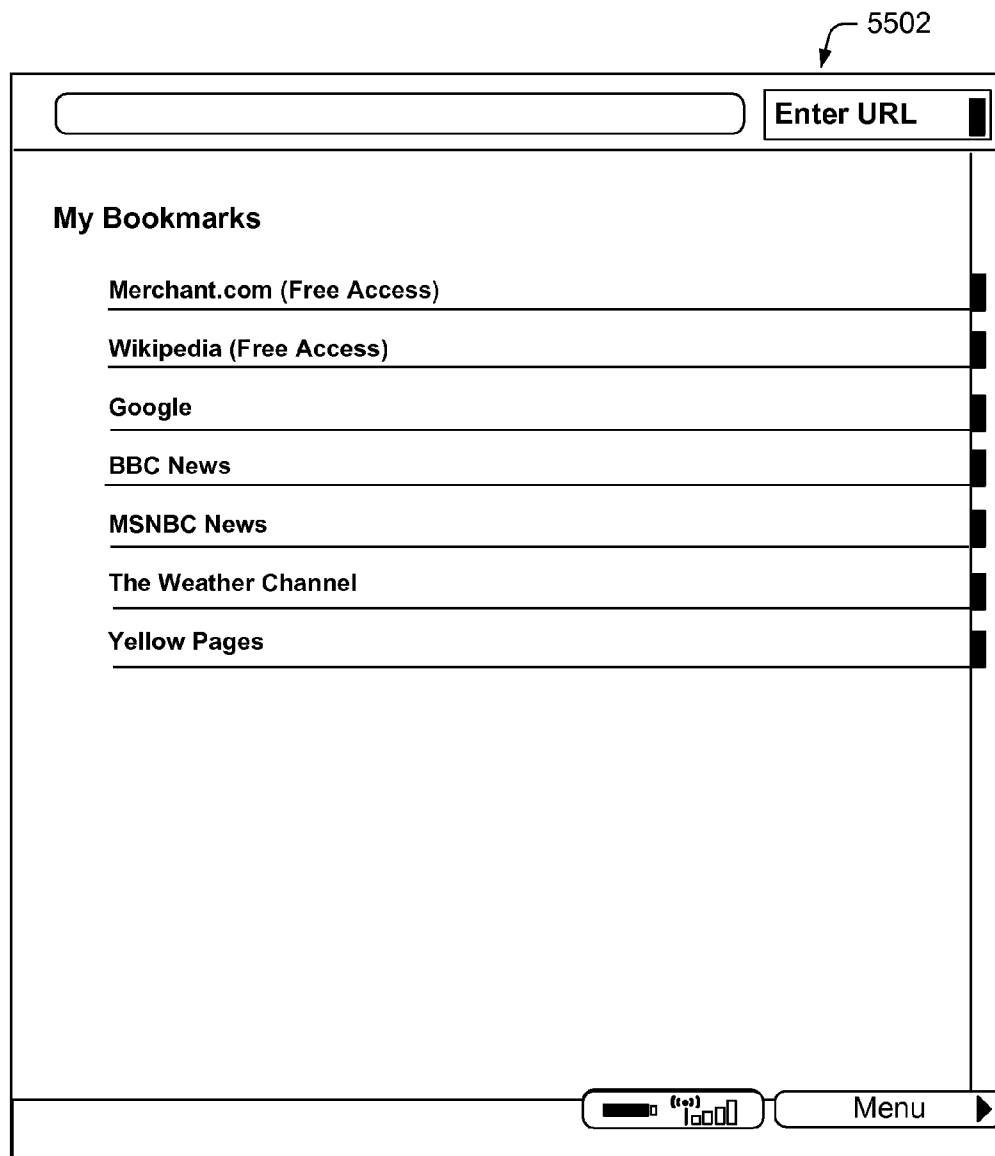 5502
Enter URL
My Bookmarks
Merchant.com (Free Access)
Wikipedia (Free Access)
Google
BBC News
MSNBC News
The Weather Channel
Yellow Pages
Menu